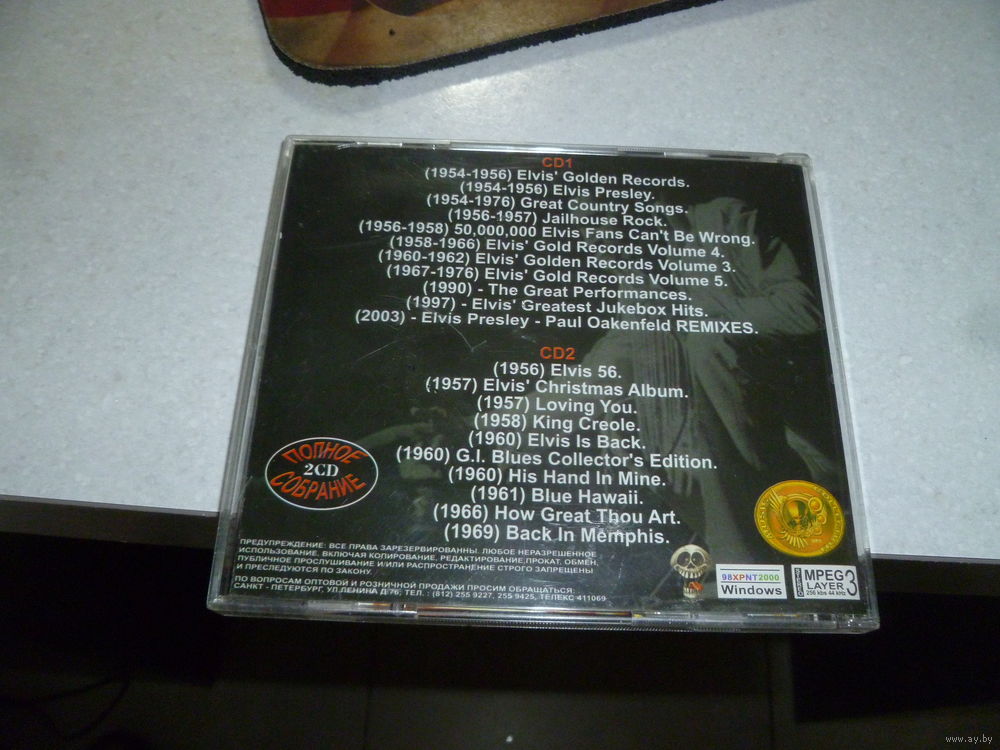 CD1
(1954-1956) Elvis' Golden Records.
(1954-1956) Elvis Presley.
(1954-1976) Great Country Songs.
(1956-1957) Jailhouse Rock.
(1956-1958) 50,000,000 Elvis Fans Can't Be Wrong.
(1958-1966) Elvis' Gold Records Volume 4.
(1960-1962) Elvis' Golden Records Volume 3.
(1967-1976) Elvis' Gold Records Volume 5.
(1990) - The Great Performances.
(1997) - Elvis' Greatest Jukebox Hits.
(2003) - Elvis Presley - Paul Oakenfeld REMIXES.
CD2
(1956) Elvis 56.
(1957) Elvis' Christmas Album.
(1957) Loving You.
(1958) King Creole.
(1960) Elvis Is Back.
(1960) G.I. Blues Collector's Edition.
(1960) His Hand In Mine.
(1961) Blue Hawaii.
(1966) How Great Thou Art.
(1969) Back In Memphis.
ПОЛНОЕ
2CD
СОБРАНИЕ
ПРЕДУПРЕЖДЕНИЕ: ВСЕ ПРАВА ЗАРЕЗЕРВИРОВАННЫ. ЛЮБОЕ НЕРАЗРЕШЕННОЕ
ИСПОЛЬЗОВАНИЕ, ВКЛЮЧАЯ КОПИРОВАНИЕ, РЕДАКТИРОВАНИЕ, ПРОКАТ, ОБМЕН,
ПУБЛИЧНОЕ ПРОСЛУШИВАНИЕ И/ИЛИ РАСПРОСТРАНЕНИЕ СТРОГО ЗАПРЕЩЕНЫ
И ПРЕСЛЕДУЮТСЯ ПО ЗАКОНУ.
ПО ВОПРОСАМ ОПТОВОЙ И РОЗНИЧНОЙ ПРОДАЖИ ПРОСИМ ОБРАЩАТЬСЯ:
САНКТ - ПЕТЕРБУРГ, УЛ ЛЕНИНА Д 76, ТЕЛ. : (812) 255 9227, 255 9425, ТЕЛЕКС 411069
98XPNT2000
Windows
MPEG
LAYER 3
256 kbs 44 kHz
www.ay.by